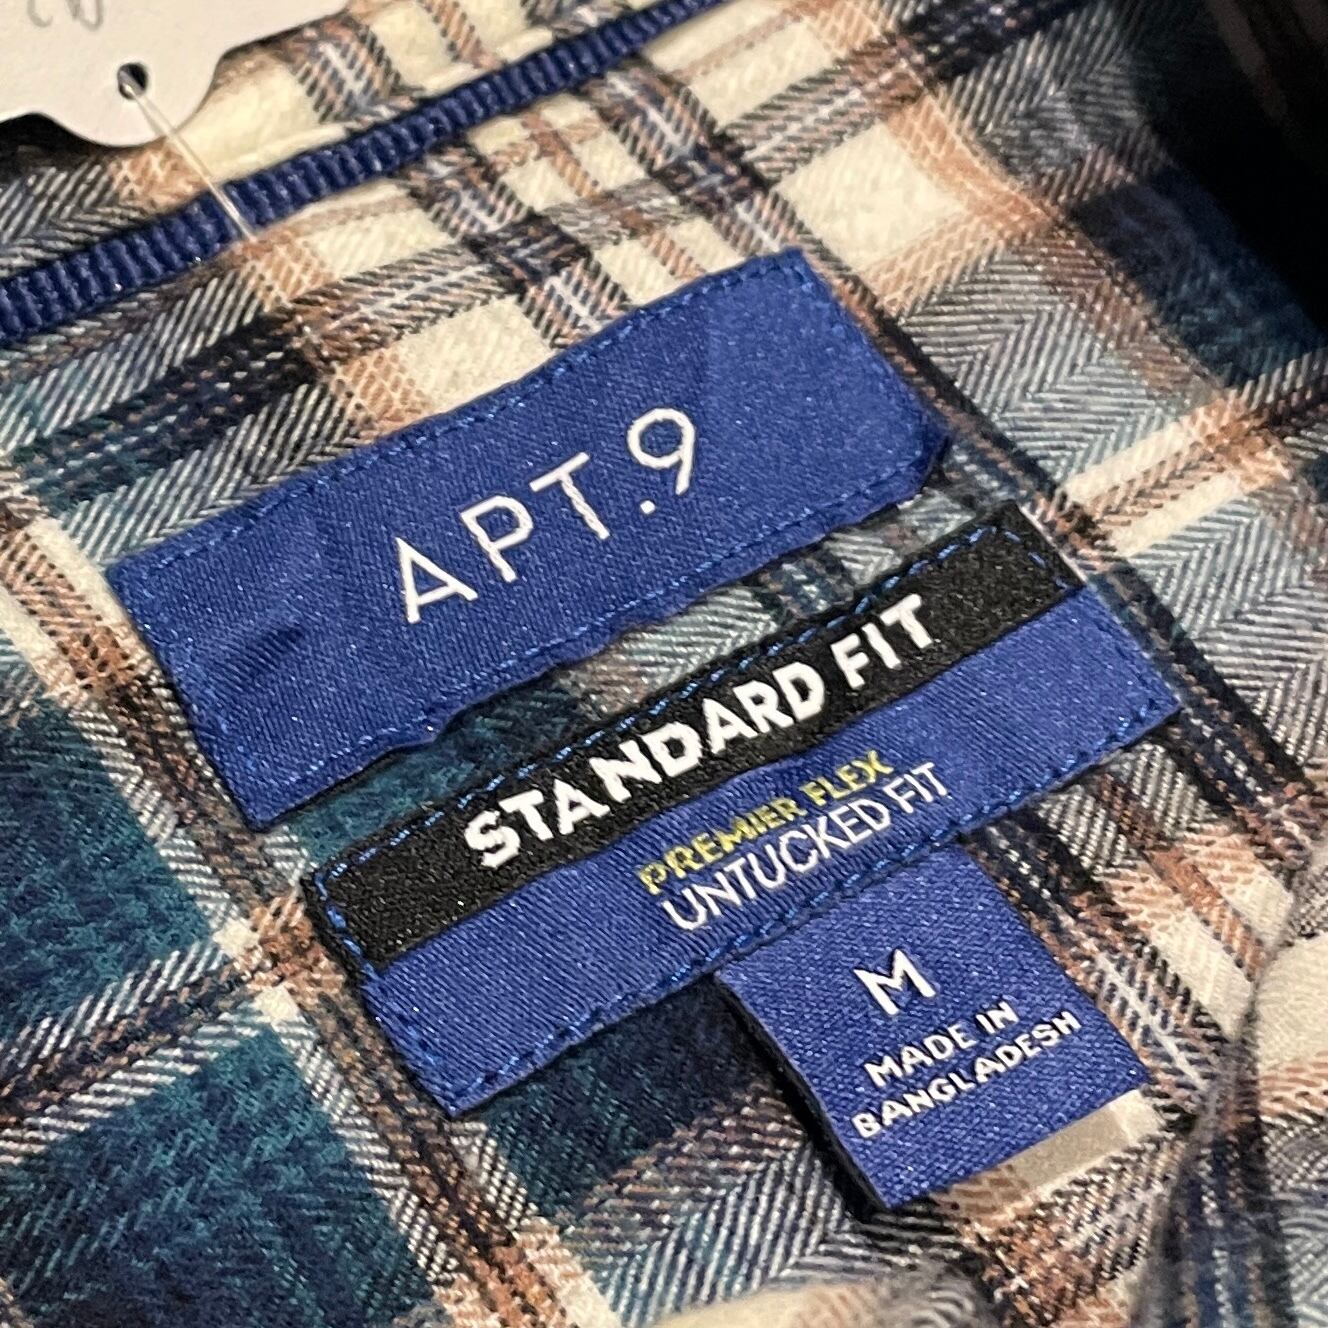 APT.9
STANDARD FIT
PREMIER FLEX
UNTUCKED FIT
M
MADE IN
BANGLADESH